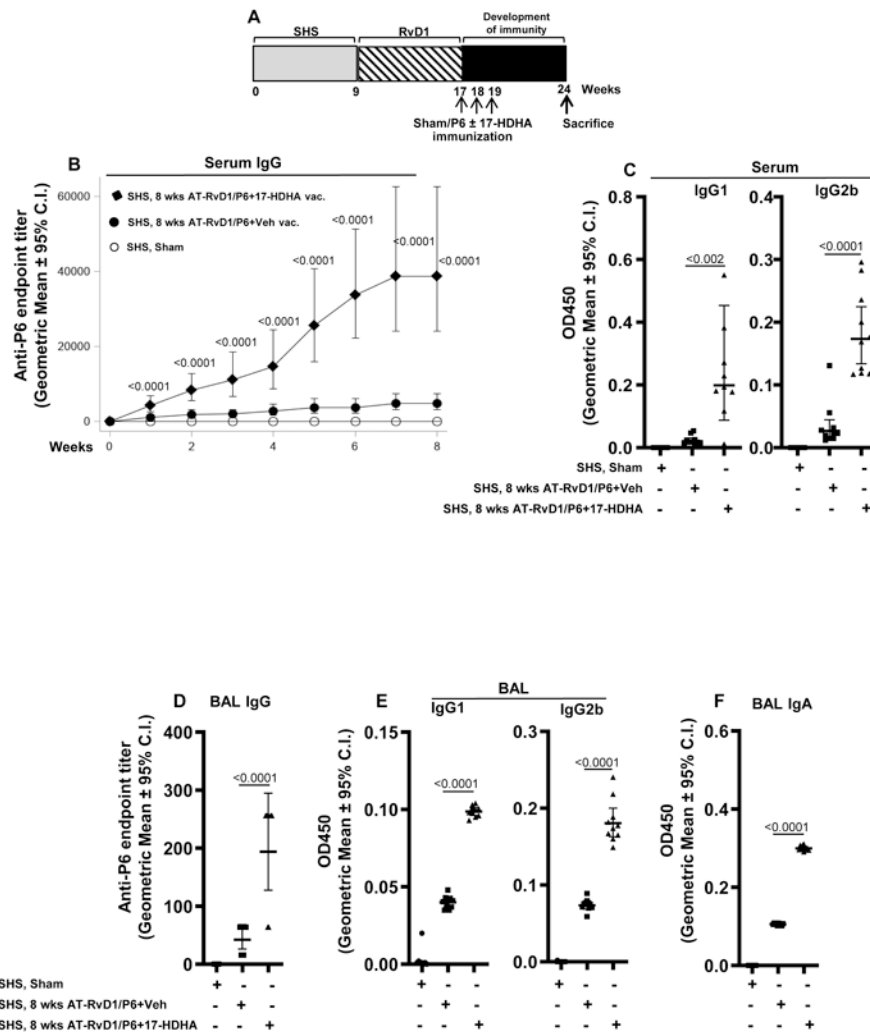 A
SHS
RvD1
Development
of immunity
0
9
17
18
19
24
Weeks
Sham/P6 ± 17-HDHA
immunization
Sacrifice
B
Serum IgG
Anti-P6 endpoint titer
(Geometric Mean ± 95% C.I.)
60000
40000
20000
0
SHS, 8 wks AT-RvD1/P6+17-HDHA vac.
SHS, 8 wks AT-RvD1/P6+Veh vac.
SHS, Sham
<0.0001
<0.0001
<0.0001
<0.0001
<0.0001
<0.0001
<0.0001
<0.0001
Weeks
0 2 4 6 8
C
Serum
IgG1
IgG2b
OD450
(Geometric Mean ± 95% C.I.)
0.8
0.6
0.4
0.2
0.0
<0.002
0.4
0.3
0.2
0.1
0.0
<0.0001
SHS, Sham + - - + - -
SHS, 8 wks AT-RvD1/P6+Veh - + - - + -
SHS, 8 wks AT-RvD1/P6+17-HDHA - - + - - +
D
BAL IgG
Anti-P6 endpoint titer
(Geometric Mean ± 95% C.I.)
400
300
200
100
0
<0.0001
E
BAL
IgG1
IgG2b
OD450
(Geometric Mean ± 95% C.I.)
0.15
0.10
0.05
0.00
<0.0001
0.3
0.2
0.1
0.0
<0.0001
F
BAL IgA
OD450
(Geometric Mean ± 95% C.I.)
0.6
0.4
0.2
0.0
<0.0001
SHS, Sham + - - + - - + - - + - -
SHS, 8 wks AT-RvD1/P6+Veh - + - - + - - + - - + -
SHS, 8 wks AT-RvD1/P6+17-HDHA - - + - - + - - + - - +